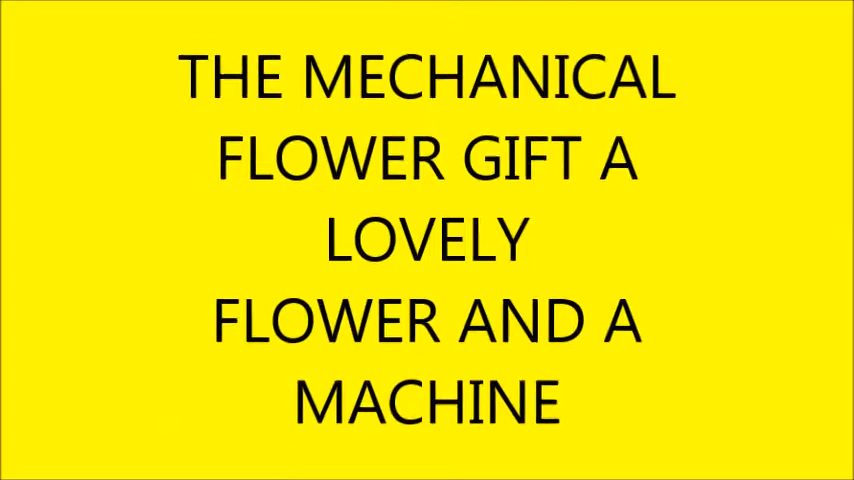 THE MECHANICAL
FLOWER GIFT A
LOVELY
FLOWER AND A
MACHINE